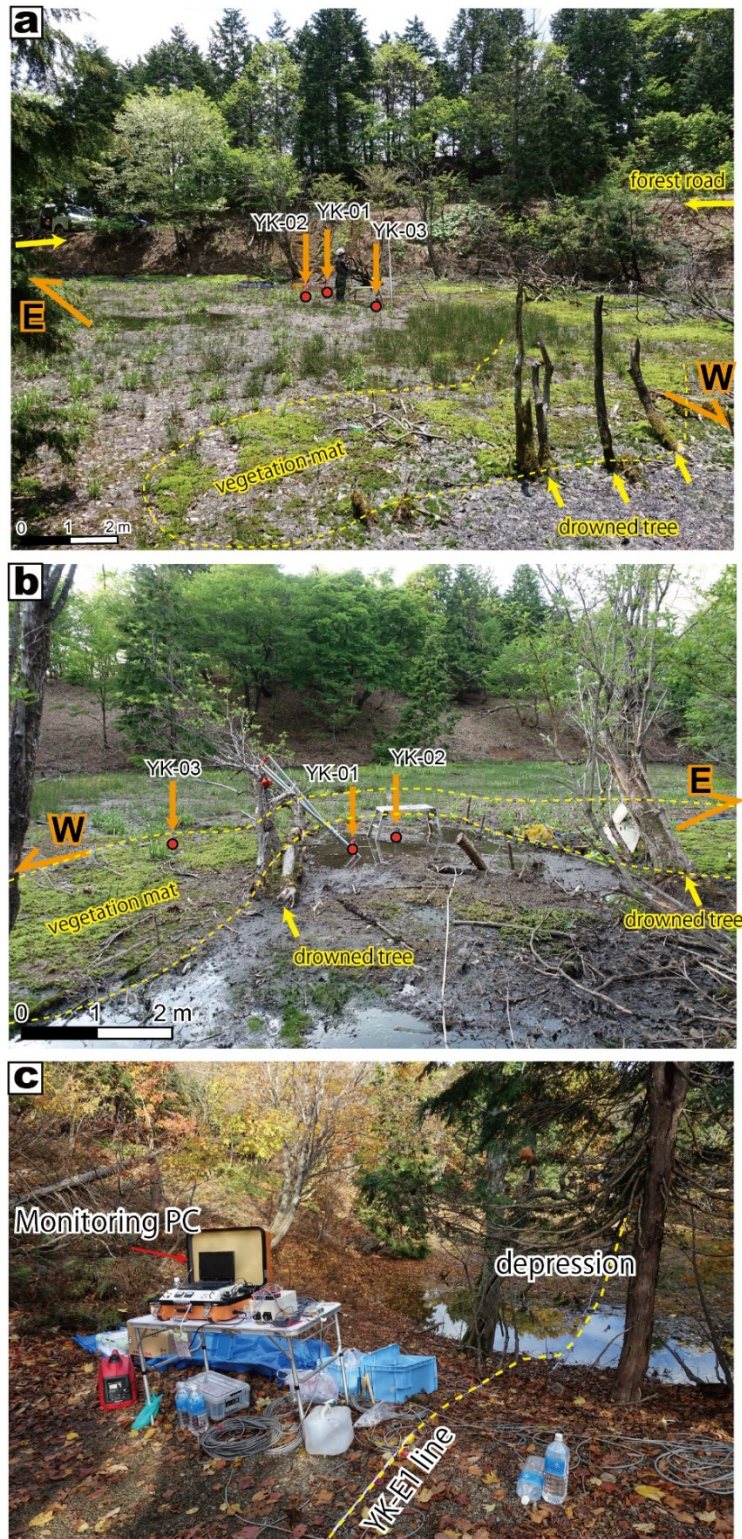 a
forest road
YK-01
YK-02
YK-03
E
W
vegetation mat
drowned tree
0 1 2 m
b
YK-03
YK-01
YK-02
E
W
vegetation mat
drowned tree
drowned tree
0 1 2 m
c
Monitoring PC
depression
YK-E1 line